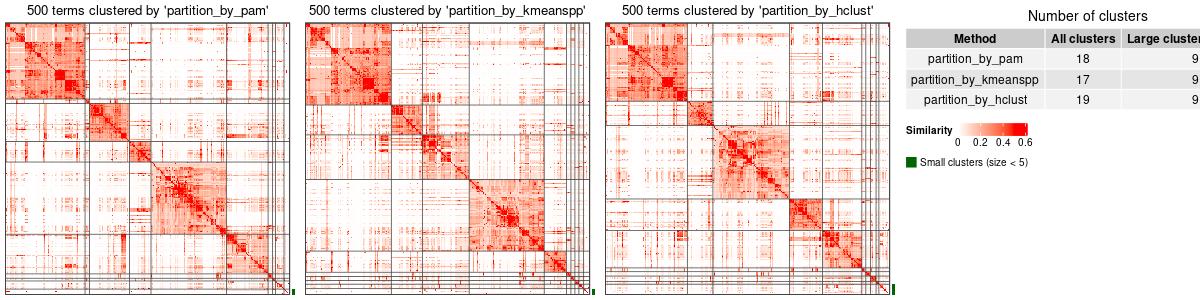 500 terms clustered by 'partition_by_pam'
500 terms clustered by 'partition_by_kmeanspp'
500 terms clustered by 'partition_by_hclust'
Number of clusters
Method All clusters Large cluster
partition_by_pam 18 9
partition_by_kmeanspp 17 9
partition_by_hclust 19 9
Similarity
0 0.2 0.4 0.6
Small clusters (size < 5)